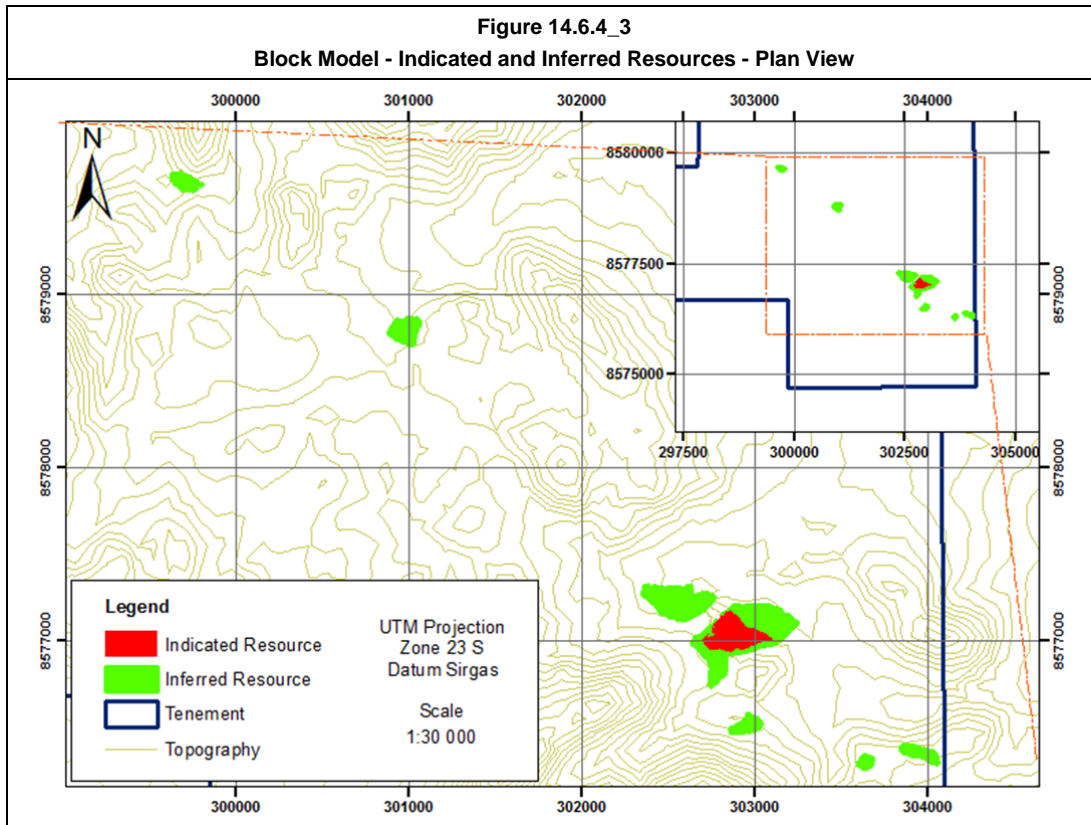 Figure 14.6.4_3
Block Model - Indicated and Inferred Resources - Plan View
300000 301000 302000 303000 304000
N
8580000
8577500
8575000
297500 300000 302500 305000
8579000
8578000
8577000
8579000
8578000
8577000
Legend
Indicated Resource
Inferred Resource
Tenement
Topography
UTM Projection
Zone 23 S
Datum Sirgas
Scale
1:30 000
300000 301000 302000 303000 304000